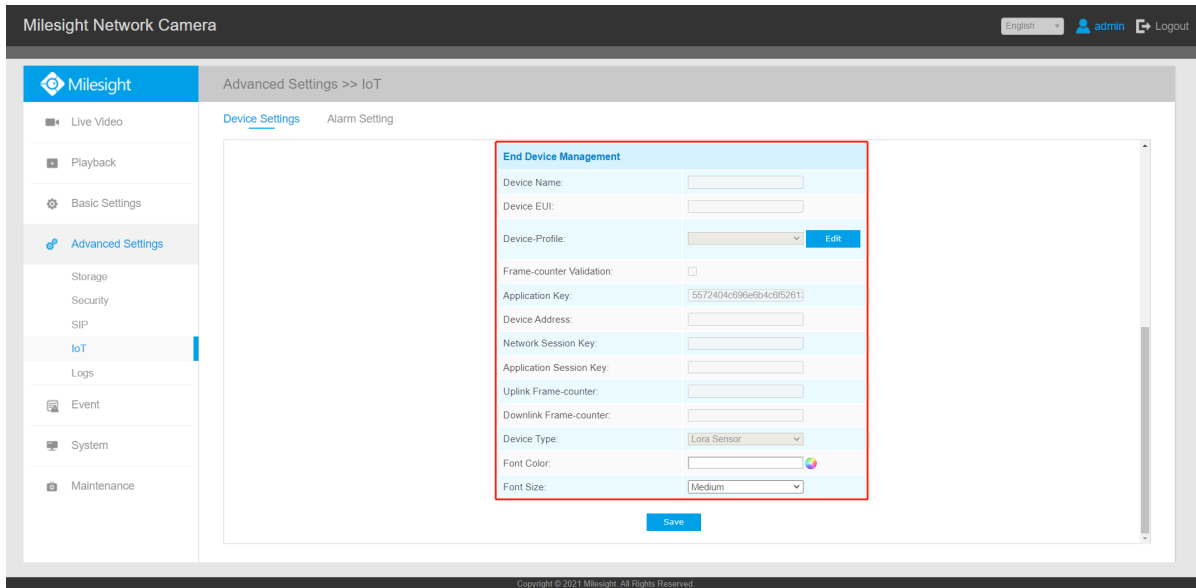 Milesight Network Camera
English
admin
Logout
Milesight
Advanced Settings >> IoT
Live Video
Playback
Basic Settings
Advanced Settings
Storage
Security
SIP
IoT
Logs
Event
System
Maintenance
Device Settings
Alarm Setting
End Device Management
Device Name:
Device EUI:
Device-Profile:
Edit
Frame-counter Validation:
Application Key:
5572404c696e6b4c6f52613
Device Address:
Network Session Key:
Application Session Key:
Uplink Frame-counter:
Downlink Frame-counter:
Device Type:
Lora Sensor
Font Color:
Font Size:
Medium
Save
Copyright © 2021 Milesight. All Rights Reserved.